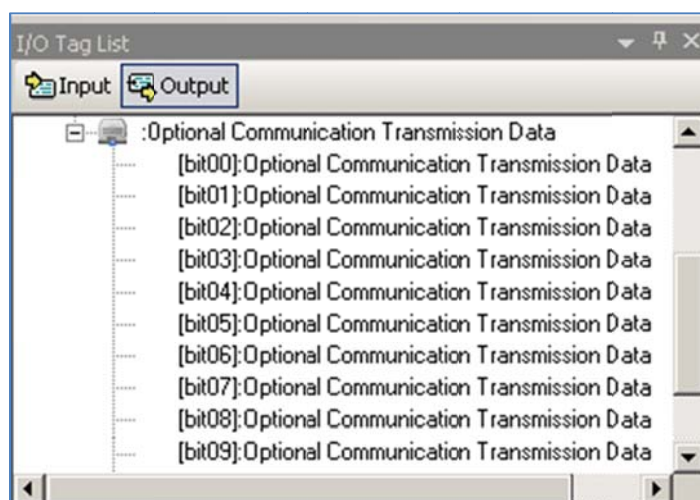 I/O Tag List
Input Output
:Optional Communication Transmission Data
[bit00]:Optional Communication Transmission Data
[bit01]:Optional Communication Transmission Data
[bit02]:Optional Communication Transmission Data
[bit03]:Optional Communication Transmission Data
[bit04]:Optional Communication Transmission Data
[bit05]:Optional Communication Transmission Data
[bit06]:Optional Communication Transmission Data
[bit07]:Optional Communication Transmission Data
[bit08]:Optional Communication Transmission Data
[bit09]:Optional Communication Transmission Data